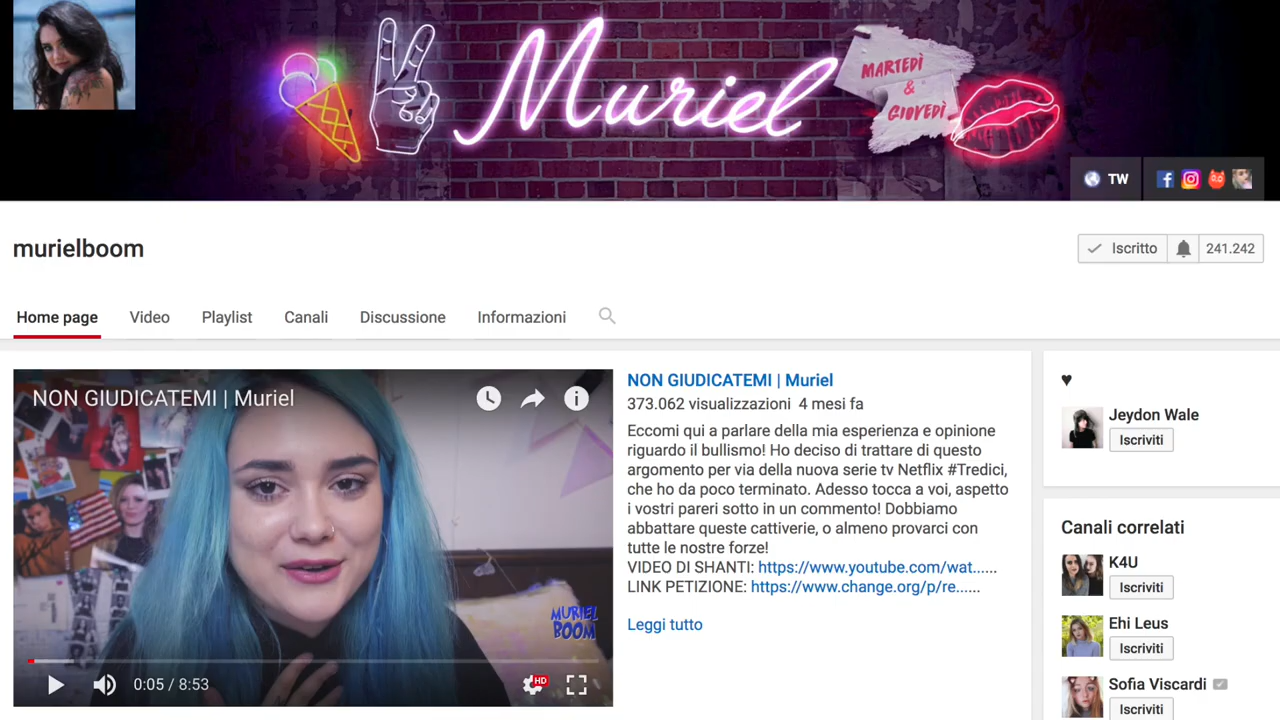 Muriel
MARTEDÌ
&
GIOVEDÌ
TW
murielboom
Iscritto
241.242
Home page
Video
Playlist
Canali
Discussione
Informazioni
NON GIUDICATEMI | Muriel
MURIEL
BOOM
0:05 / 8:53
HD
NON GIUDICATEMI | Muriel
373.062 visualizzazioni 4 mesi fa
Eccomi qui a parlare della mia esperienza e opinione
riguardo il bullismo! Ho deciso di trattare di questo
argomento per via della nuova serie tv Netflix #Tredici,
che ho da poco terminato. Adesso tocca a voi, aspetto
i vostri pareri sotto in un commento! Dobbiamo
abbattare queste cattiverie, o almeno provarci con
tutte le nostre forze!
VIDEO DI SHANTI: https://www.youtube.com/wat......
LINK PETIZIONE: https://www.change.org/p/re......
Leggi tutto
♥
Jeydon Wale
Iscriviti
Canali correlati
K4U
Iscriviti
Ehi Leus
Iscriviti
Sofia Viscardi
Iscriviti